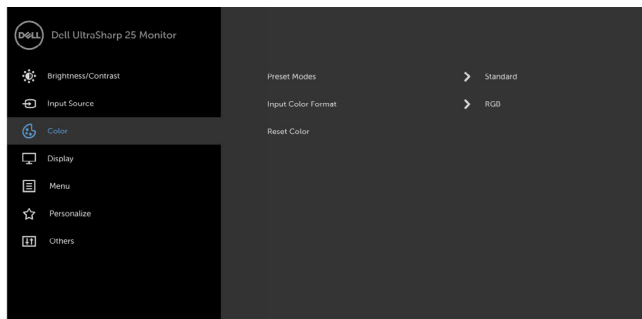 DELL Dell UltraSharp 25 Monitor
Brightness/Contrast
Preset Modes Standard
Input Source
Input Color Format RGB
Color
Reset Color
Display
Menu
Personalize
Others